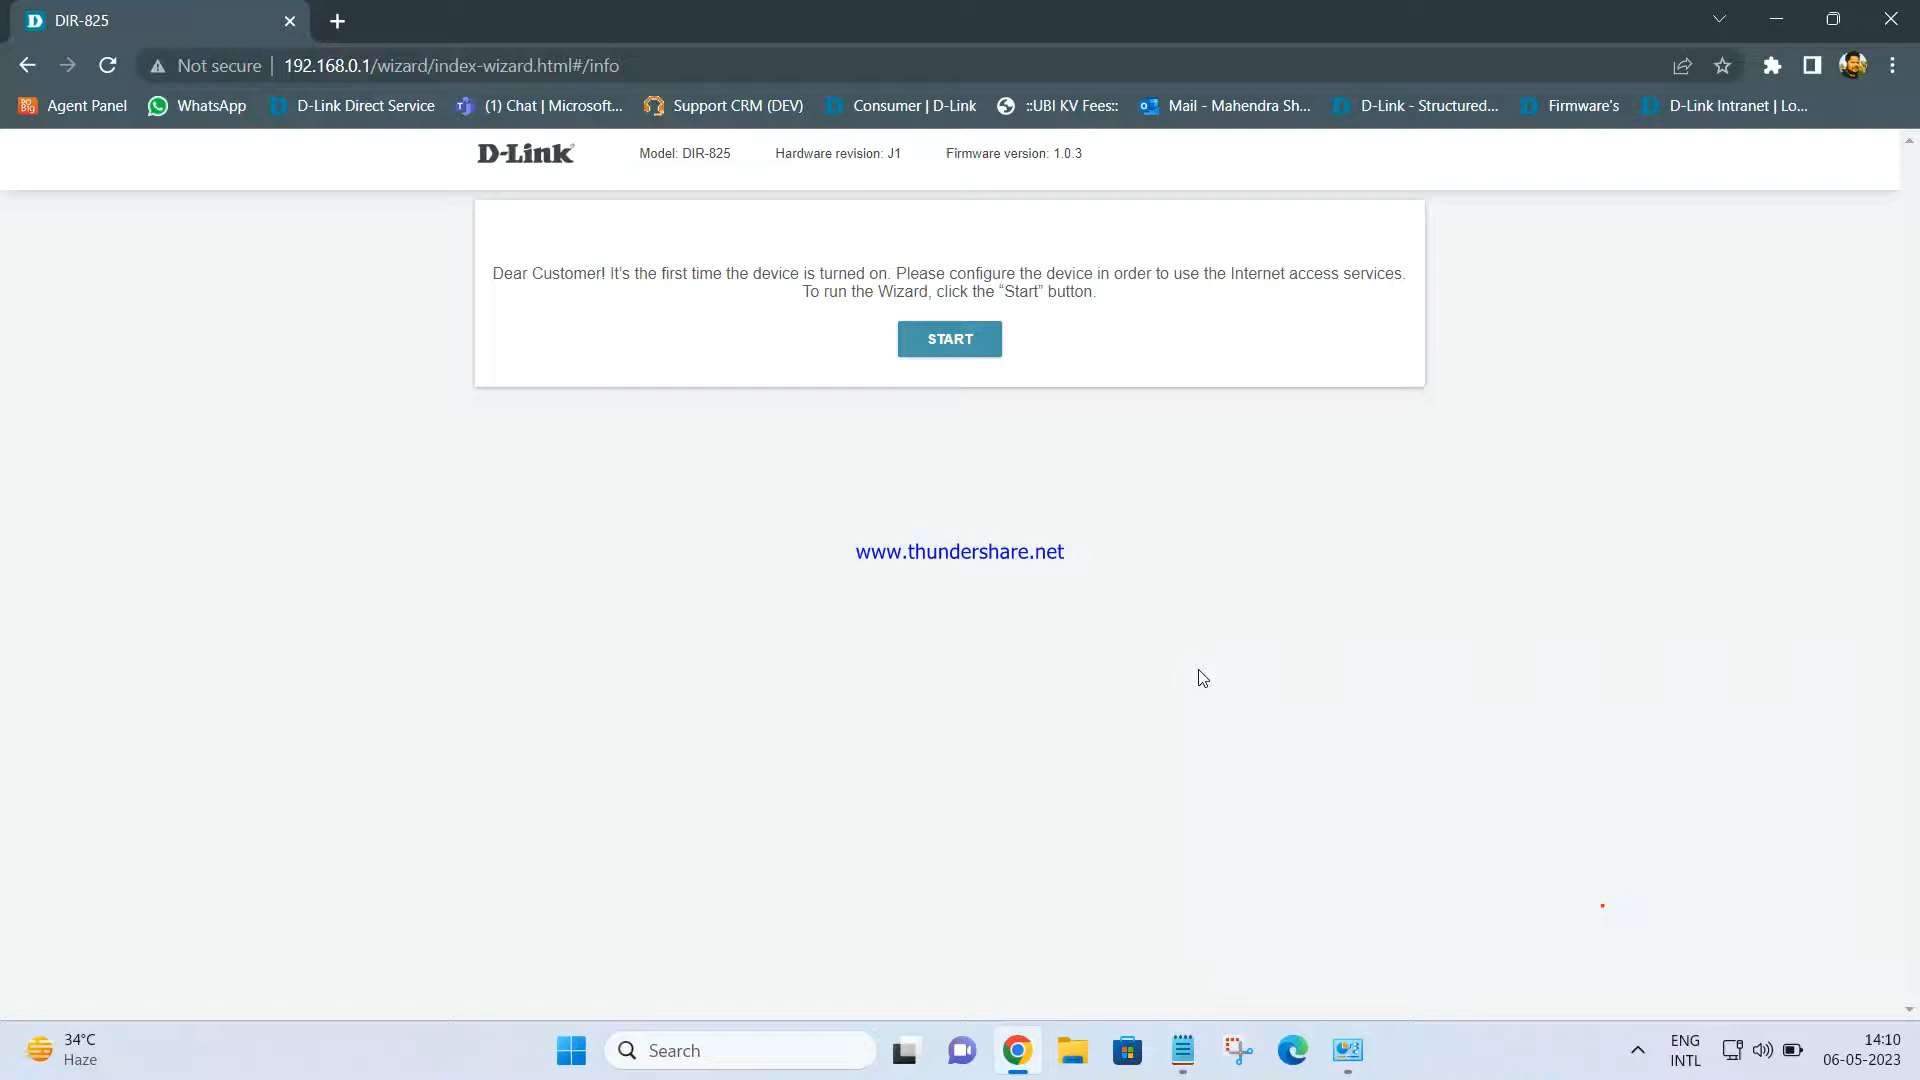 DIR-825
Not secure
192.168.0.1/wizard/index-wizard.html#/info
Agent Panel
WhatsApp
D-Link Direct Service
(1) Chat | Microsoft...
Support CRM (DEV)
Consumer | D-Link
::UBI KV Fees::
Mail - Mahendra Sh...
D-Link - Structured...
Firmware's
D-Link Intranet | Lo...
D-Link
Model: DIR-825
Hardware revision: J1
Firmware version: 1.0.3
Dear Customer! It's the first time the device is turned on. Please configure the device in order to use the Internet access services.
To run the Wizard, click the “Start” button.
START
www.thundershare.net
34°C
Haze
Search
ENG
INTL
14:10
06-05-2023